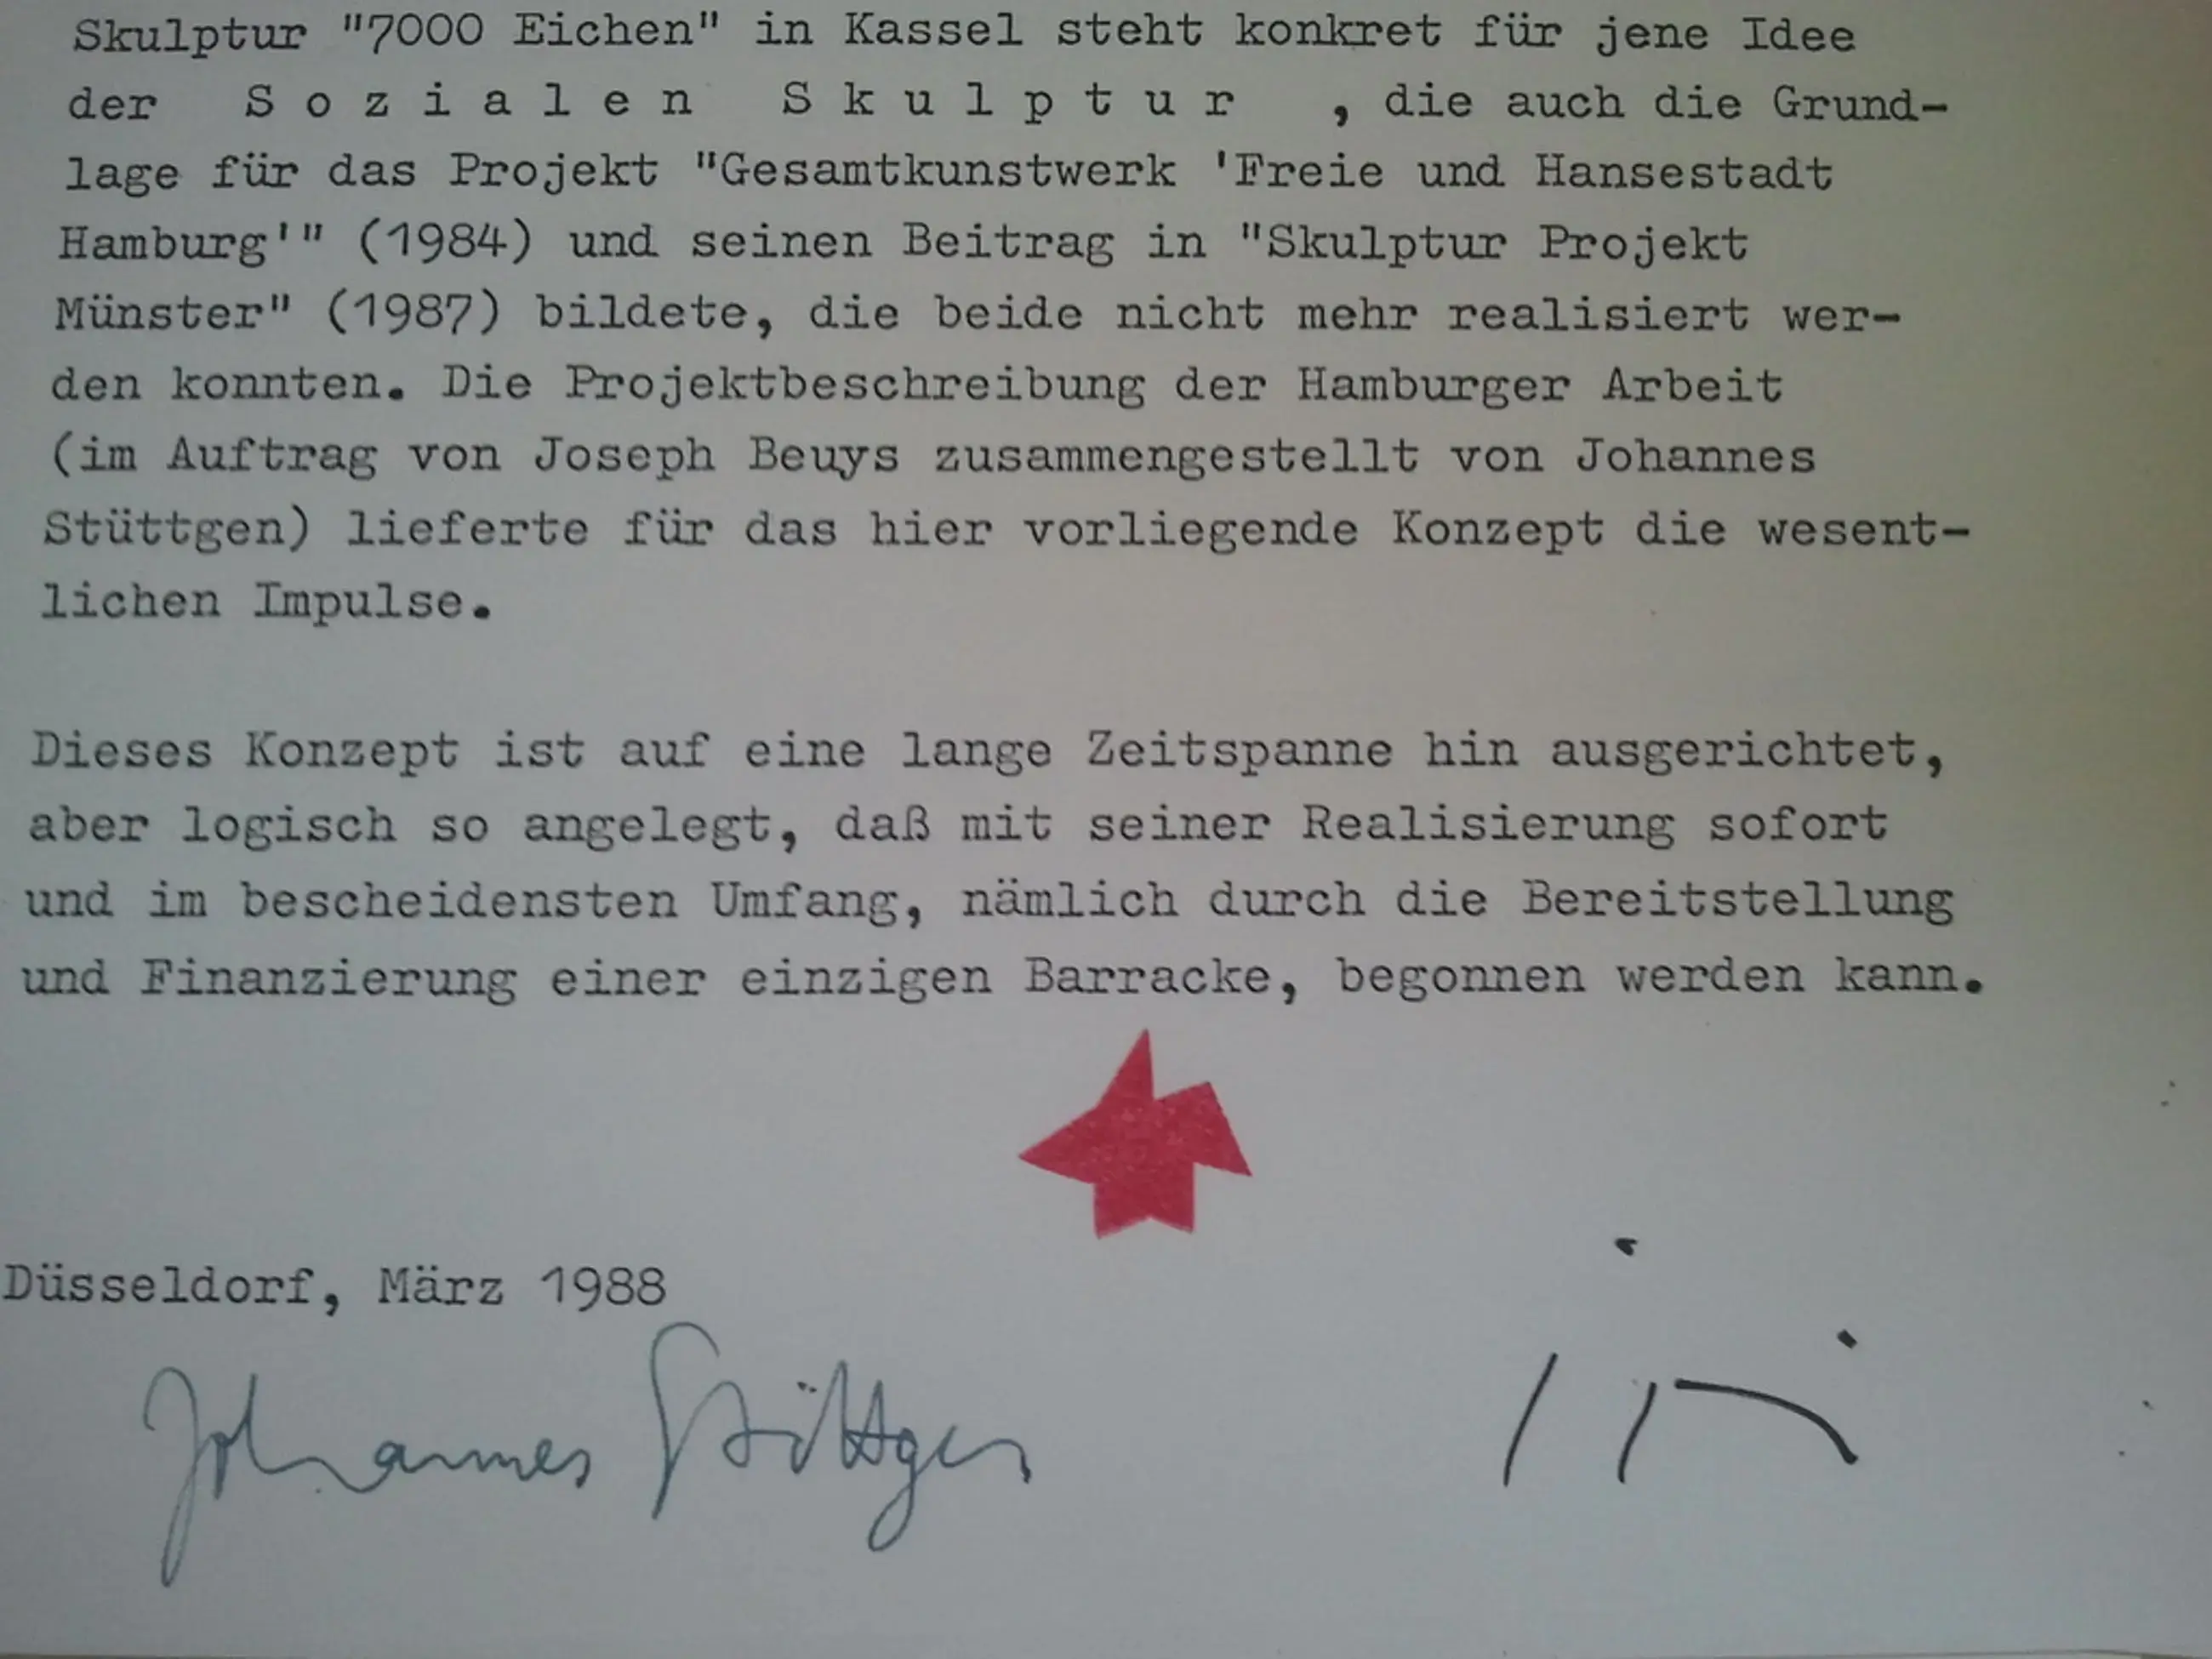 Skulptur "7000 Eichen" in Kassel steht konkret für jene Idee
der S o z i a l e n S k u l p t u r , die auch die Grund-
lage für das Projekt "Gesamtkunstwerk 'Freie und Hansestadt
Hamburg'" (1984) und seinen Beitrag in "Skulptur Projekt
Münster" (1987) bildete, die beide nicht mehr realisiert wer-
den konnten. Die Projektbeschreibung der Hamburger Arbeit
(im Auftrag von Joseph Beuys zusammengestellt von Johannes
Stüttgen) lieferte für das hier vorliegende Konzept die wesent-
lichen Impulse.
Dieses Konzept ist auf eine lange Zeitspanne hin ausgerichtet,
aber logisch so angelegt, daß mit seiner Realisierung sofort
und im bescheidensten Umfang, nämlich durch die Bereitstellung
und Finanzierung einer einzigen Barracke, begonnen werden kann.
Düsseldorf, März 1988
Johannes Stüttgen